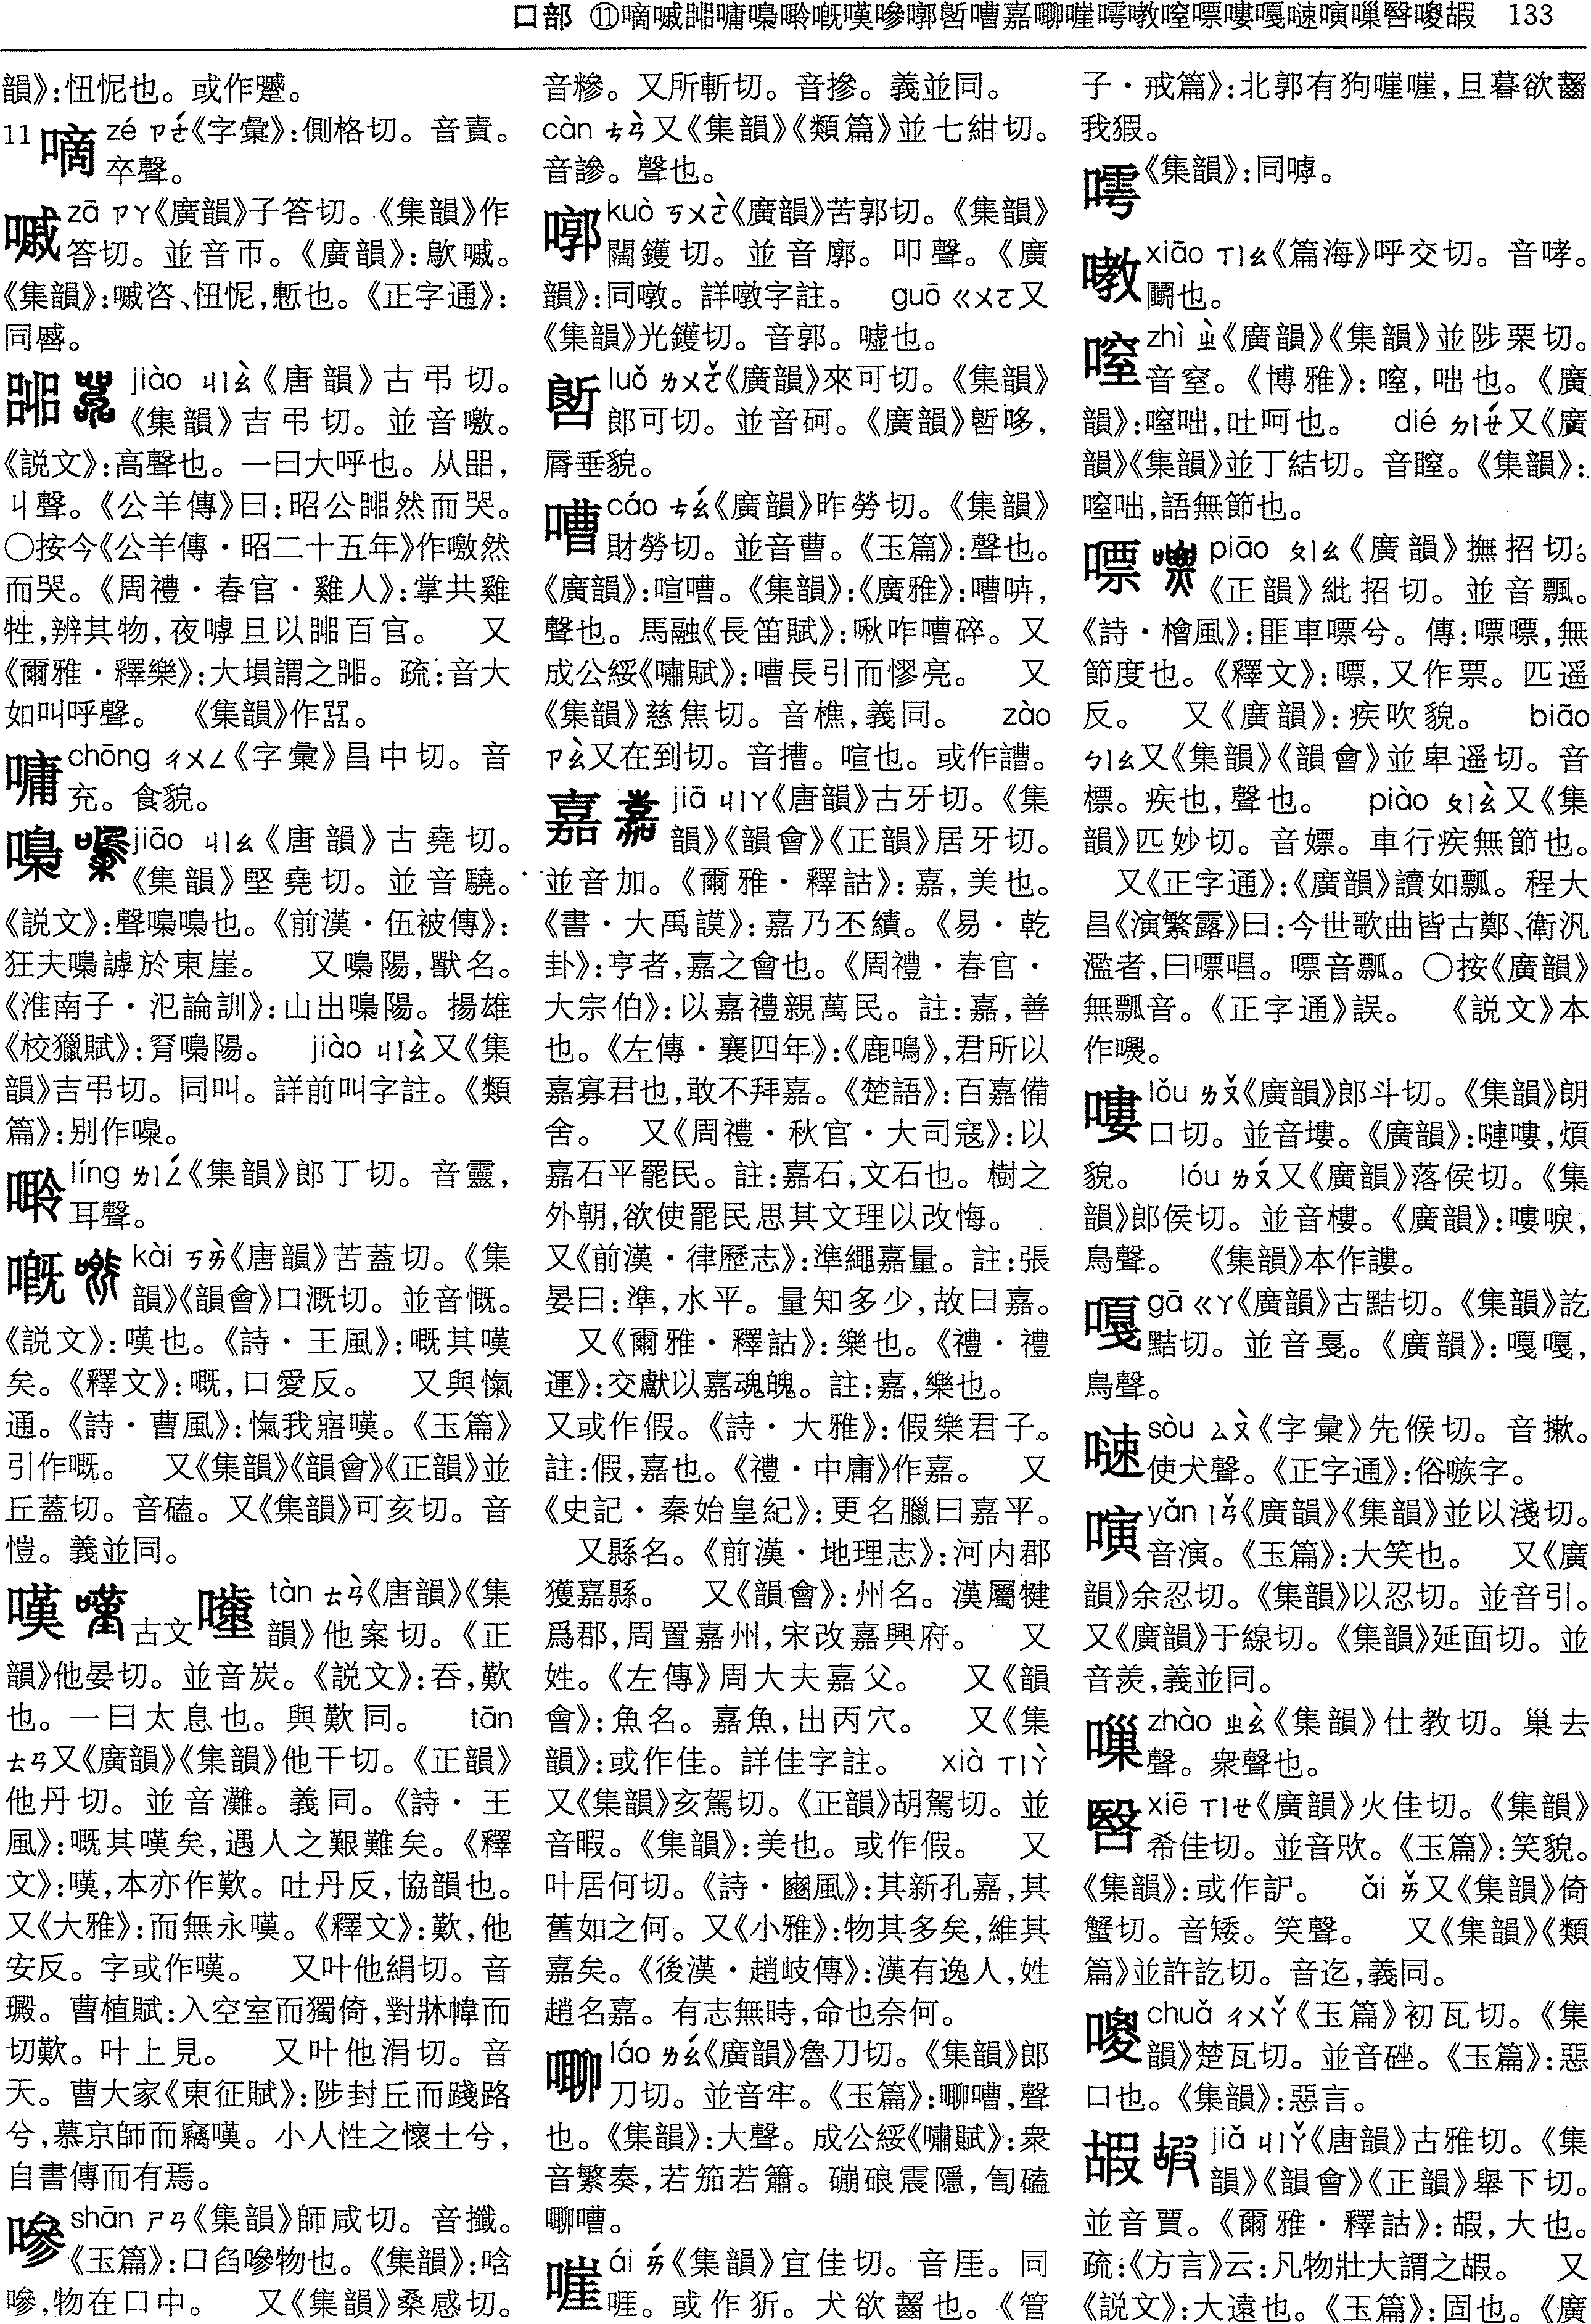 口部 ⑪嘀嘁㗊嘃嘄㖫嘅嘆嘇嘓㗖嘈嘉嘐啀嘑嘋㗧嘌嘍嘎㗛㖶㗓嗀㗈嘏 133
韻》:忸怩也。或作蹙。
11 嘀 zé ㄗㄜˊ《字彙》:側格切。音責。
卒聲。
嘁 zā ㄗㄚ《廣韻》子答切。《集韻》作
答切。並音帀。《廣韻》:歍嘁。
《集韻》:嘁咨、忸怩,慙也。《正字通》:
同慼。
jiào ㄐㄧㄠˋ《唐韻》古弔切。
《集韻》吉弔切。並音噭。
《説文》:高聲也。一曰大呼也。从㗊,
丩聲。《公羊傳》曰:昭公嘂然而哭。
〇按今《公羊傳·昭二十五年》作噭然
而哭。《周禮·春官·雞人》:掌共雞
牲,辨其物,夜嘑旦以嘂百官。 又
《爾雅·釋樂》:大塤謂之嘂。疏:音大
如叫呼聲。 《集韻》作㗊。
嘃 chōng ㄔㄨㄥ《字彙》昌中切。音
充。食貌。
嘄 jiāo ㄐㄧㄠ《唐韻》古堯切。
《集韻》堅堯切。並音驍。
《説文》:聲嘄嘄也。《前漢·伍被傳》:
狂夫嘄謼於東崖。 又嘄陽,獸名。
《淮南子·氾論訓》:山出嘄陽。揚雄
《校獵賦》:罥嘄陽。 jiào ㄐㄧㄠˋ又《集
韻》吉弔切。同叫。詳前叫字註。《類
篇》:别作嘄。
líng ㄌㄧㄥˊ《集韻》郎丁切。音靈,
耳聲。
嘅 kài ㄎㄞˋ《唐韻》苦蓋切。《集
韻》《韻會》口溉切。並音慨。
《説文》:嘆也。《詩·王風》:嘅其嘆
矣。《釋文》:嘅,口愛反。 又與愾
通。《詩·曹風》:愾我寤嘆。《玉篇》
引作嘅。 又《集韻》《韻會》《正韻》並
丘蓋切。音磕。又《集韻》可亥切。音
愷。義並同。
嘆 古文 tàn ㄊㄢˋ《唐韻》《集
韻》他案切。《正
韻》他晏切。並音炭。《説文》:吞,歎
也。一曰太息也。與歎同。 tān
ㄊㄢ又《廣韻》《集韻》他干切。《正韻》
他丹切。並音灘。義同。《詩·王
風》:嘅其嘆矣,遇人之艱難矣。《釋
文》:嘆,本亦作歎。吐丹反,協韻也。
又《大雅》:而無永嘆。《釋文》:歎,他
安反。字或作嘆。 又叶他絹切。音
瑖。曹植賦:入空室而獨倚,對牀幃而
切歎。叶上見。 又叶他涓切。音
天。曹大家《東征賦》:陟封丘而踐路
兮,慕京師而竊嘆。小人性之懷土兮,
自書傳而有焉。
嘇 shān ㄕㄢ《集韻》師咸切。音攕。
《玉篇》:口㕤嘇物也。《集韻》:唅
嘇,物在口中。 又《集韻》桑感切。
音糝。又所斬切。音摻。義並同。
càn ㄘㄢˋ又《集韻》《類篇》並七紺切。
音謲。聲也。
kuò ㄎㄨㄛˋ《廣韻》苦郭切。《集韻》
闊鑊切。並音廓。叩聲。《廣
韻》:同㗥。詳㗥字註。 guō ㄍㄨㄛ又
《集韻》光鑊切。音郭。嘘也。
luǒ ㄌㄨㄛˇ《廣韻》來可切。《集韻》
郎可切。並音砢。《廣韻》㗿哆,
脣垂貌。
嘈 cáo ㄘㄠˊ《廣韻》昨勞切。《集韻》
財勞切。並音曹。《玉篇》:聲也。
《廣韻》:喧嘈。《集韻》:《廣雅》:嘈㖕,
聲也。馬融《長笛賦》:啾咋嘈啐。又
成公綏《嘯賦》:嘈長引而憀亮。 又
《集韻》慈焦切。音樵,義同。 zào
ㄗㄠˋ又在到切。音漕。喧也。或作譟。
嘉 jiā ㄐㄧㄚ《唐韻》古牙切。《集
韻》《韻會》《正韻》居牙切。
並音加。《爾雅·釋詁》:嘉,美也。
《書·大禹謨》:嘉乃丕績。《易·乾
卦》:亨者,嘉之會也。《周禮·春官·
大宗伯》:以嘉禮親萬民。註:嘉,善
也。《左傳·襄四年》:《鹿鳴》,君所以
嘉寡君也,敢不拜嘉。《楚語》:百嘉備
舍。 又《周禮·秋官·大司寇》:以
嘉石平罷民。註:嘉石,文石也。樹之
外朝,欲使罷民思其文理以改悔。
又《前漢·律歷志》:準繩嘉量。註:張
晏曰:準,水平。量知多少,故曰嘉。
又《爾雅·釋詁》:樂也。《禮·禮
運》:交獻以嘉魂魄。註:嘉,樂也。
又或作假。《詩·大雅》:假樂君子。
註:假,嘉也。《禮·中庸》作嘉。 又
《史記·秦始皇紀》:更名臘曰嘉平。
又縣名。《前漢·地理志》:河内郡
獲嘉縣。 又《韻會》:州名。漢屬犍
爲郡,周置嘉州,宋改嘉興府。 又
姓。《左傳》周大夫嘉父。 又《韻
會》:魚名。嘉魚,出丙穴。 又《集
韻》:或作佳。詳佳字註。 xià ㄒㄧㄚˋ
又《集韻》亥駕切。《正韻》胡駕切。並
音暇。《集韻》:美也。或作假。 又
叶居何切。《詩·豳風》:其新孔嘉,其
舊如之何。又《小雅》:物其多矣,維其
嘉矣。《後漢·趙岐傳》:漢有逸人,姓
趙名嘉。有志無時,命也奈何。
嘐 láo ㄌㄠˊ《廣韻》魯刀切。《集韻》郎
刀切。並音牢。《玉篇》:嘐嘈,聲
也。《集韻》:大聲。成公綏《嘯賦》:衆
音繁奏,若笳若簫。硼硠震隱,訇磕
嘐嘈。
嘊 ái ㄞˊ《集韻》宜佳切。音厓。同
啀。或作㹞。犬欲齧也。《管
子·戒篇》:北郭有狗嘊嘊,旦暮欲齧
我猳。
《集韻》:同嘑。
嘋 xiāo ㄒㄧㄠ《篇海》呼交切。音哮。
鬭也。
zhì ㄓˋ《廣韻》《集韻》並陟栗切。
音窒。《博雅》:㗧,咄也。《廣
韻》:㗧咄,吐呵也。 dié ㄉㄧㄝˊ又《廣
韻》《集韻》並丁結切。音窒。《集韻》:
㗧咄,語無節也。
嘌 piāo ㄆㄧㄠ《廣韻》撫招切。
《正韻》紕招切。並音飄。
《詩·檜風》:匪車嘌兮。傳:嘌嘌,無
節度也。《釋文》:嘌,又作票。匹遥
反。 又《廣韻》:疾吹貌。 biāo
ㄅㄧㄠ又《集韻》《韻會》並卑遥切。音
標。疾也,聲也。 piào ㄆㄧㄠˋ又《集
韻》匹妙切。音嫖。車行疾無節也。
又《正字通》:《廣韻》讀如瓢。程大
昌《演繁露》曰:今世歌曲皆古鄭、衛汎
濫者,曰嘌唱。嘌音瓢。〇按《廣韻》
無瓢音。《正字通》誤。 《説文》本
作㗼。
嘍 lǒu ㄌㄡˇ《廣韻》郎斗切。《集韻》朗
口切。並音塿。《廣韻》:嗹嘍,煩
貌。 lóu ㄌㄡˊ又《廣韻》落侯切。《集
韻》郎侯切。並音樓。《廣韻》:嘍唳,
鳥聲。 《集韻》本作謱。
嘎 gā ㄍㄚ《廣韻》古黠切。《集韻》訖
黠切。並音戛。《廣韻》:嘎嘎,
鳥聲。
sòu ㄙㄡˋ《字彙》先候切。音漱。
使犬聲。《正字通》:俗嗾字。
yǎn ㄧㄢˇ《廣韻》《集韻》並以淺切。
音演。《玉篇》:大笑也。 又《廣
韻》余忍切。《集韻》以忍切。並音引。
又《廣韻》于線切。《集韻》延面切。並
音羨,義並同。
zhào ㄓㄠˋ《集韻》仕教切。巢去
聲。衆聲也。
xiē ㄒㄧㄝ《廣韻》火佳切。《集韻》
希佳切。並音㰣。《玉篇》:笑貌。
《集韻》:或作䚳。 ǎi ㄞˇ又《集韻》倚
蟹切。音矮。笑聲。 又《集韻》《類
篇》並許訖切。音迄,義同。
chuǎ ㄔㄨㄚˇ《玉篇》初瓦切。《集
韻》楚瓦切。並音硰。《玉篇》:惡
口也。《集韻》:惡言。
嘏 jiǎ ㄐㄧㄚˇ《唐韻》古雅切。《集
韻》《韻會》《正韻》舉下切。
並音賈。《爾雅·釋詁》:嘏,大也。
疏:《方言》云:凡物壯大謂之嘏。 又
《説文》:大遠也。《玉篇》:固也。《廣